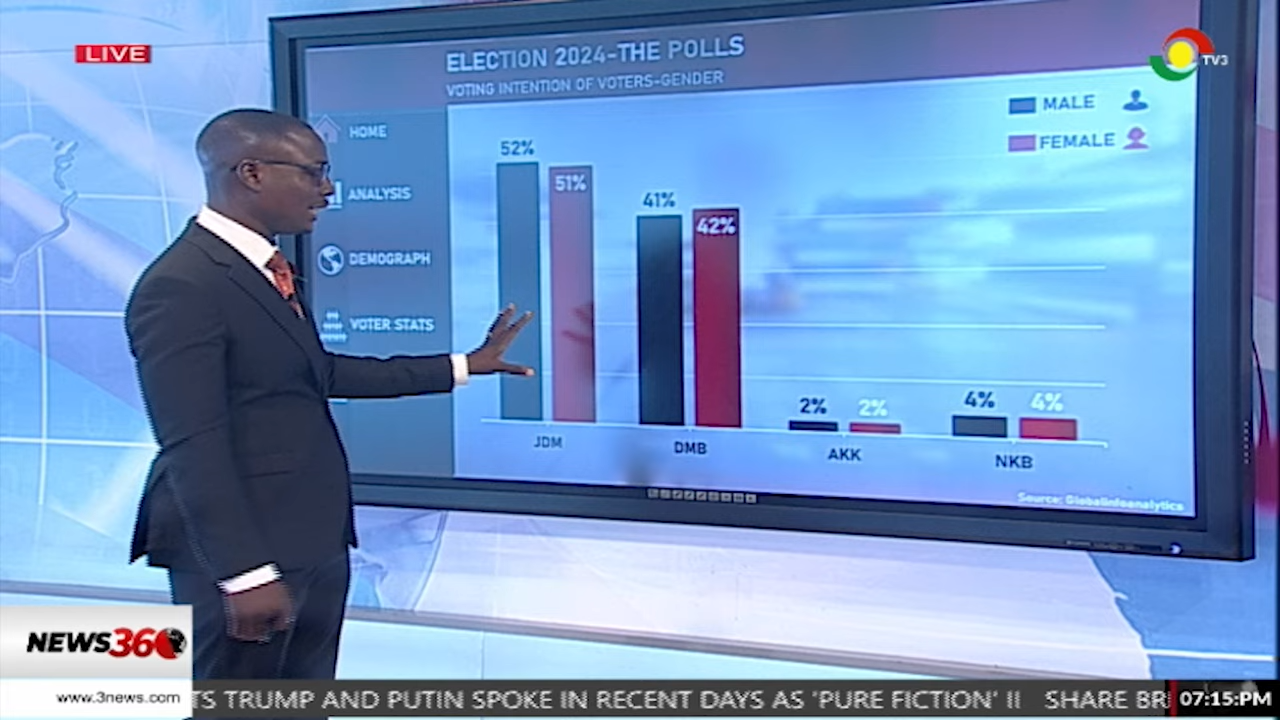 LIVE
ELECTION 2024-THE POLLS
VOTING INTENTION OF VOTERS-GENDER
TV3
MALE
FEMALE
HOME
ANALYSIS
DEMOGRAPH
VOTER STATS
52%
51%
41%
42%
2%
2%
4%
4%
JDM
DMB
AKK
NKB
Source: Globalinfoanalytics
NEWS360
www.3news.com
TS TRUMP AND PUTIN SPOKE IN RECENT DAYS AS 'PURE FICTION' II SHARE BR
07:15:PM